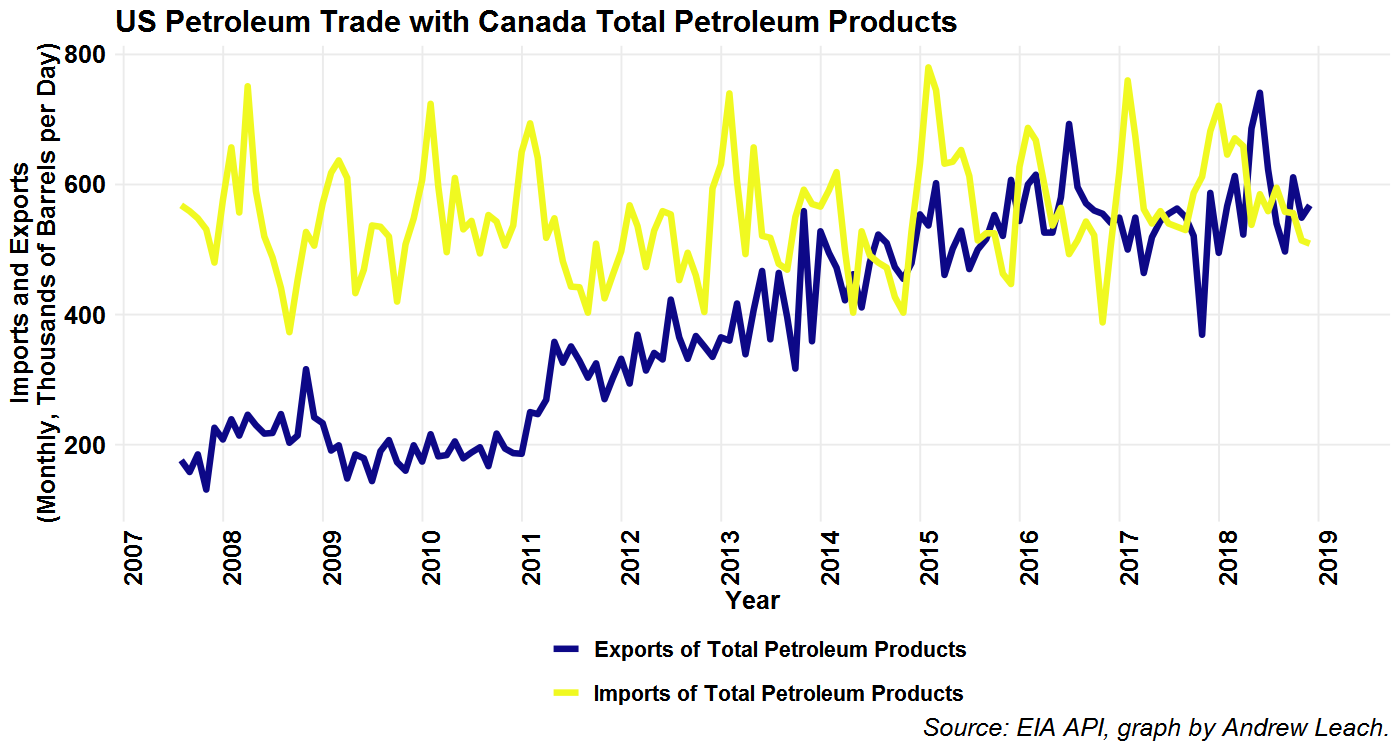 US Petroleum Trade with Canada Total Petroleum Products
Imports and Exports
(Monthly, Thousands of Barrels per Day)
800
600
400
200
2007
2008
2009
2010
2011
2012
2013
2014
2015
2016
2017
2018
2019
Year
Exports of Total Petroleum Products
Imports of Total Petroleum Products
Source: EIA API, graph by Andrew Leach.